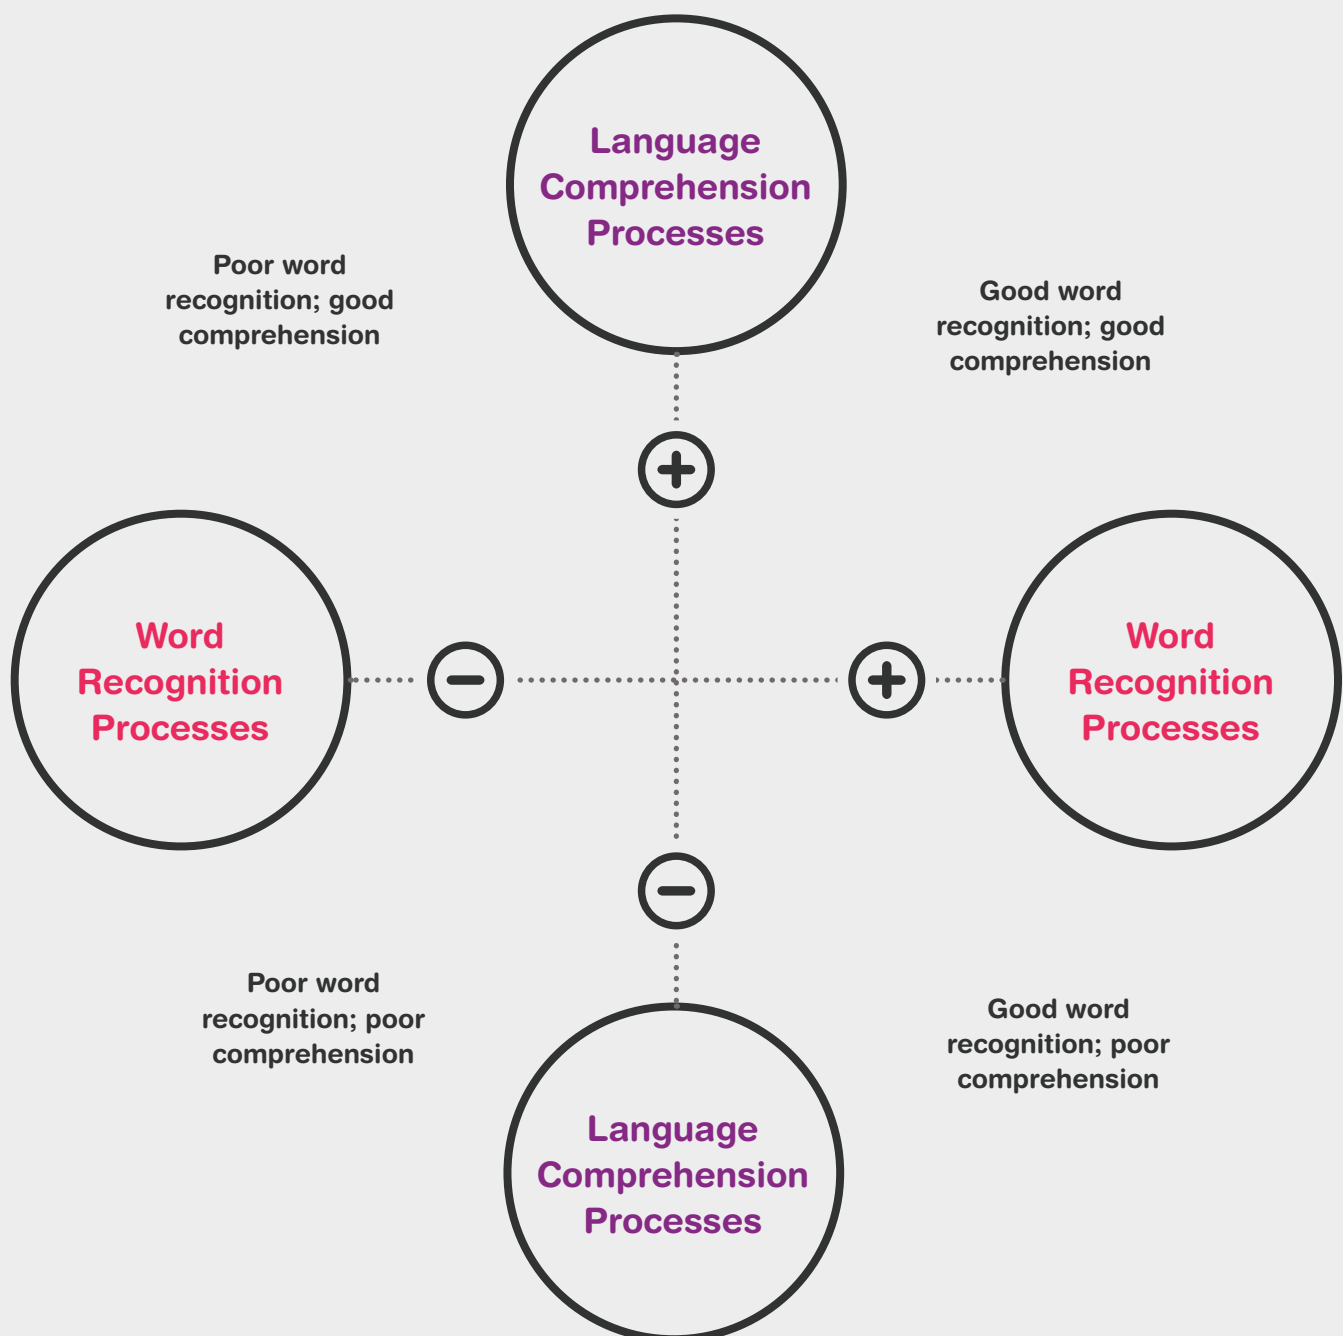 Language
Comprehension
Processes
Poor word
recognition; good
comprehension
Good word
recognition; good
comprehension
+
Word
Recognition
Processes
−
+
Word
Recognition
Processes
−
Poor word
recognition; poor
comprehension
Good word
recognition; poor
comprehension
Language
Comprehension
Processes